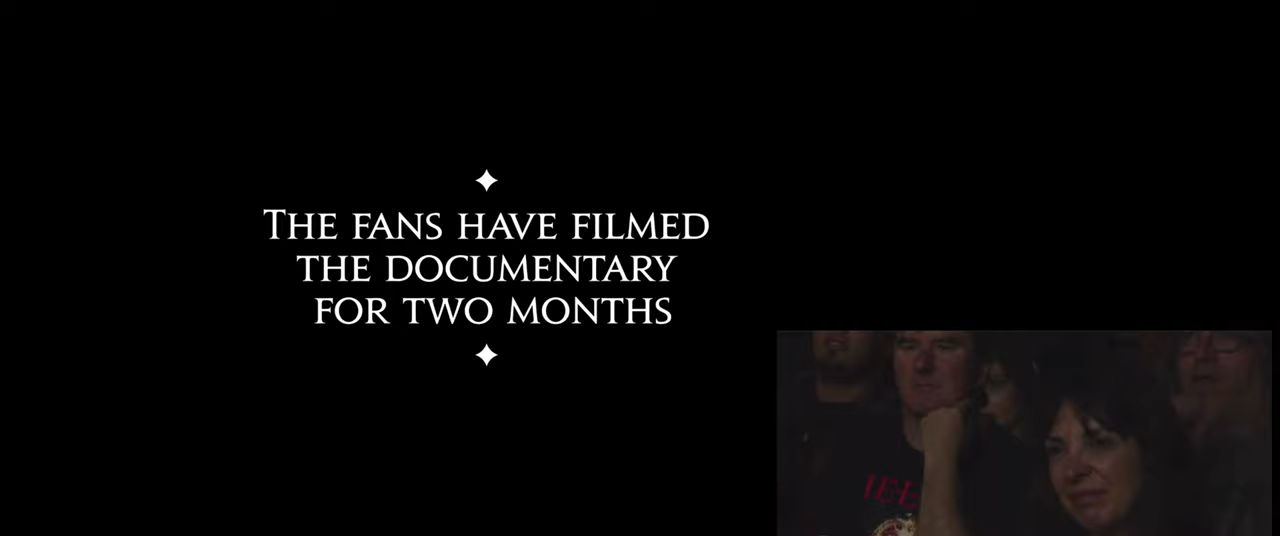 The fans have filmed
the documentary
for two months